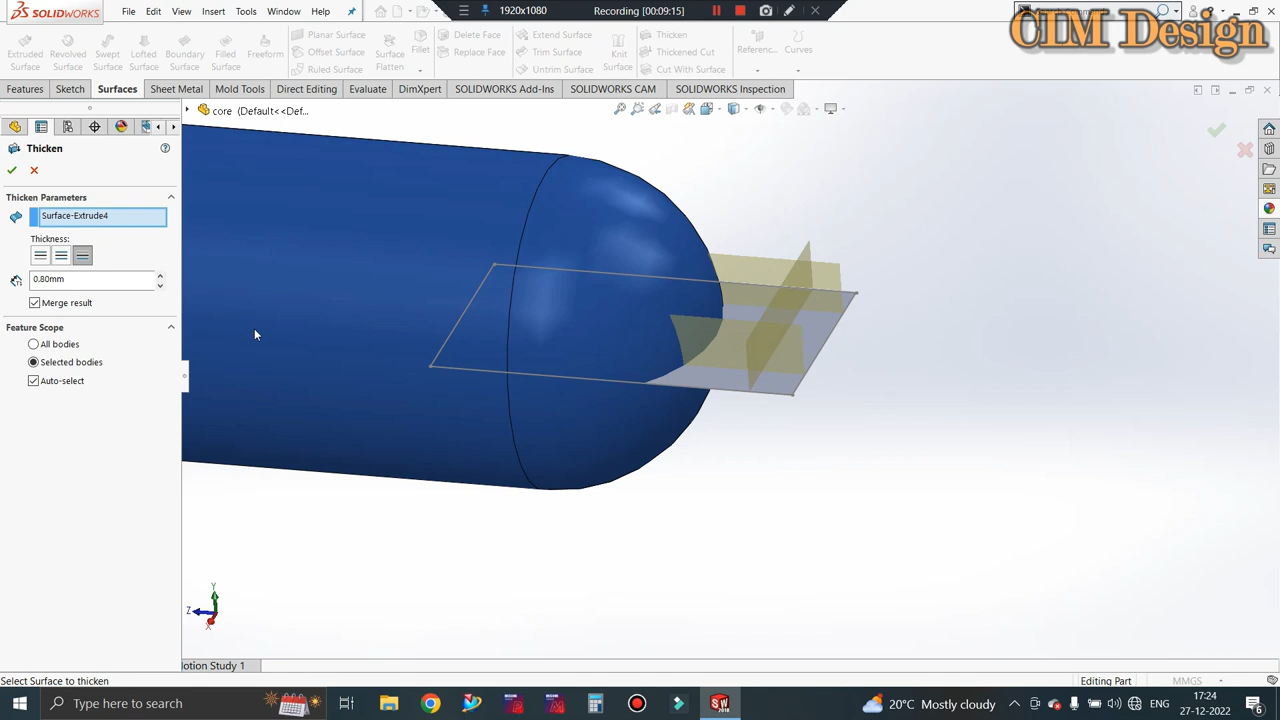 SOLIDWORKS
File Edit View Insert Tools Window Help
1920x1080
Recording [00:09:15]
CIM Design
Extruded Surface
Revolved Surface
Swept Surface
Lofted Surface
Boundary Surface
Filled Surface
Freeform
Planar Surface
Offset Surface
Ruled Surface
Surface Flatten
Fillet
Delete Face
Replace Face
Extend Surface
Trim Surface
Untrim Surface
Knit Surface
Thicken
Thickened Cut
Cut With Surface
Referenc...
Curves
Features Sketch Surfaces Sheet Metal Mold Tools Direct Editing Evaluate DimXpert SOLIDWORKS Add-Ins SOLIDWORKS CAM SOLIDWORKS Inspection
core (Default<<Def...
Thicken
Thicken Parameters
Surface-Extrude4
Thickness:
0.80mm
Merge result
Feature Scope
All bodies
Selected bodies
Auto-select
Y
Z
X
Motion Study 1
Select Surface to thicken
Editing Part
MMGS
Type here to search
SW
2018
20°C Mostly cloudy
ENG
17:24
27-12-2022
6